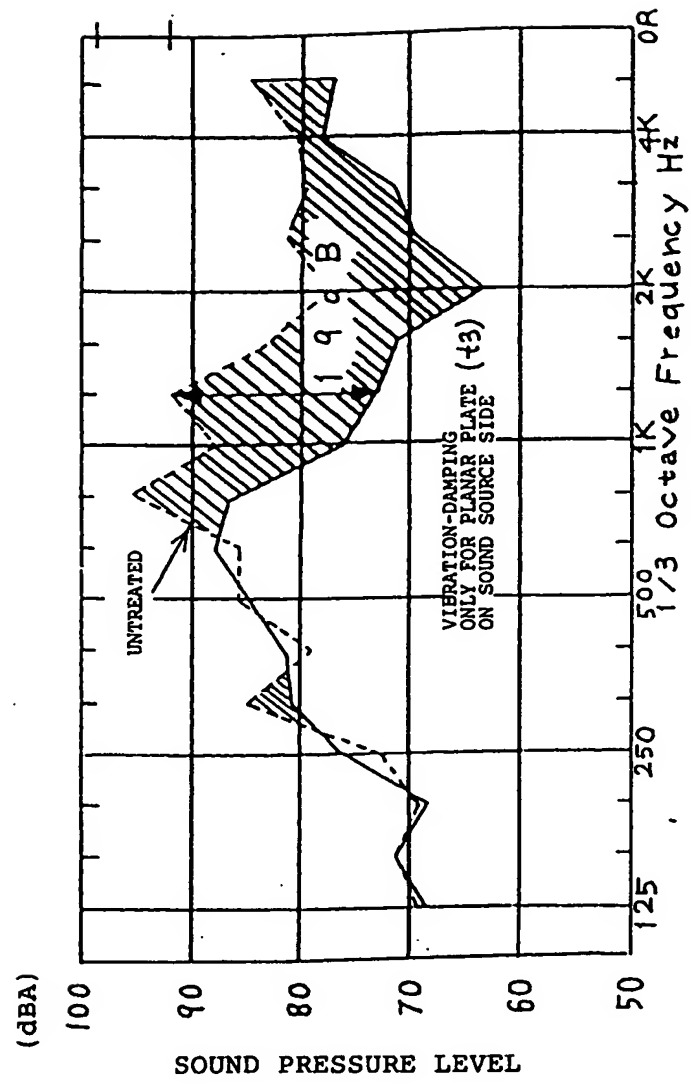 (dBA)
100
90
80
70
60
50
SOUND PRESSURE LEVEL
UNTREATED
19dB
VIBRATION-DAMPING
ONLY FOR PLANAR PLATE (t3)
ON SOUND SOURCE SIDE
125 250 500 1K 2K 4K OR
1/3 Octave Frequency Hz